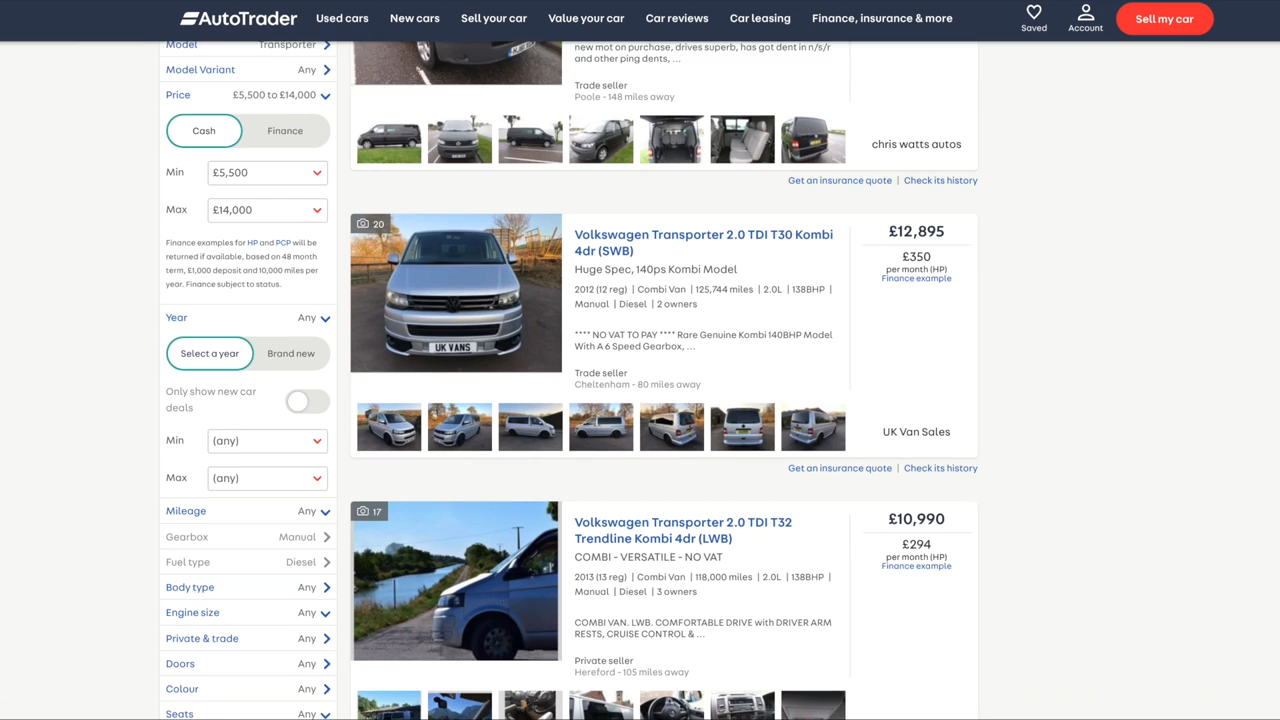 AutoTrader
Used cars
New cars
Sell your car
Value your car
Car reviews
Car leasing
Finance, insurance & more
Saved
Account
Sell my car
Model Transporter
Model Variant Any
Price £5,500 to £14,000
Cash Finance
Min £5,500
Max £14,000
Finance examples for HP and PCP will be
returned if available, based on 48 month
term, £1,000 deposit and 10,000 miles per
year. Finance subject to status.
Year Any
Select a year Brand new
Only show new car
deals
Min (any)
Max (any)
Mileage Any
Gearbox Manual
Fuel type Diesel
Body type Any
Engine size Any
Private & trade Any
Doors Any
Colour Any
Seats Any
new mot on purchase, drives superb, has got dent in n/s/r
and other ping dents, ...
Trade seller
Poole - 148 miles away
chris watts autos
Get an insurance quote | Check its history
20
UK VANS
Volkswagen Transporter 2.0 TDI T30 Kombi
4dr (SWB)
Huge Spec, 140ps Kombi Model
2012 (12 reg) | Combi Van | 125,744 miles | 2.0L | 138BHP |
Manual | Diesel | 2 owners
**** NO VAT TO PAY **** Rare Genuine Kombi 140BHP Model
With A 6 Speed Gearbox, ...
Trade seller
Cheltenham - 80 miles away
£12,895
£350
per month (HP)
Finance example
UK Van Sales
Get an insurance quote | Check its history
17
Volkswagen Transporter 2.0 TDI T32
Trendline Kombi 4dr (LWB)
COMBI - VERSATILE - NO VAT
2013 (13 reg) | Combi Van | 118,000 miles | 2.0L | 138BHP |
Manual | Diesel | 3 owners
COMBI VAN. LWB. COMFORTABLE DRIVE with DRIVER ARM
RESTS, CRUISE CONTROL & ...
Private seller
Hereford - 105 miles away
£10,990
£294
per month (HP)
Finance example